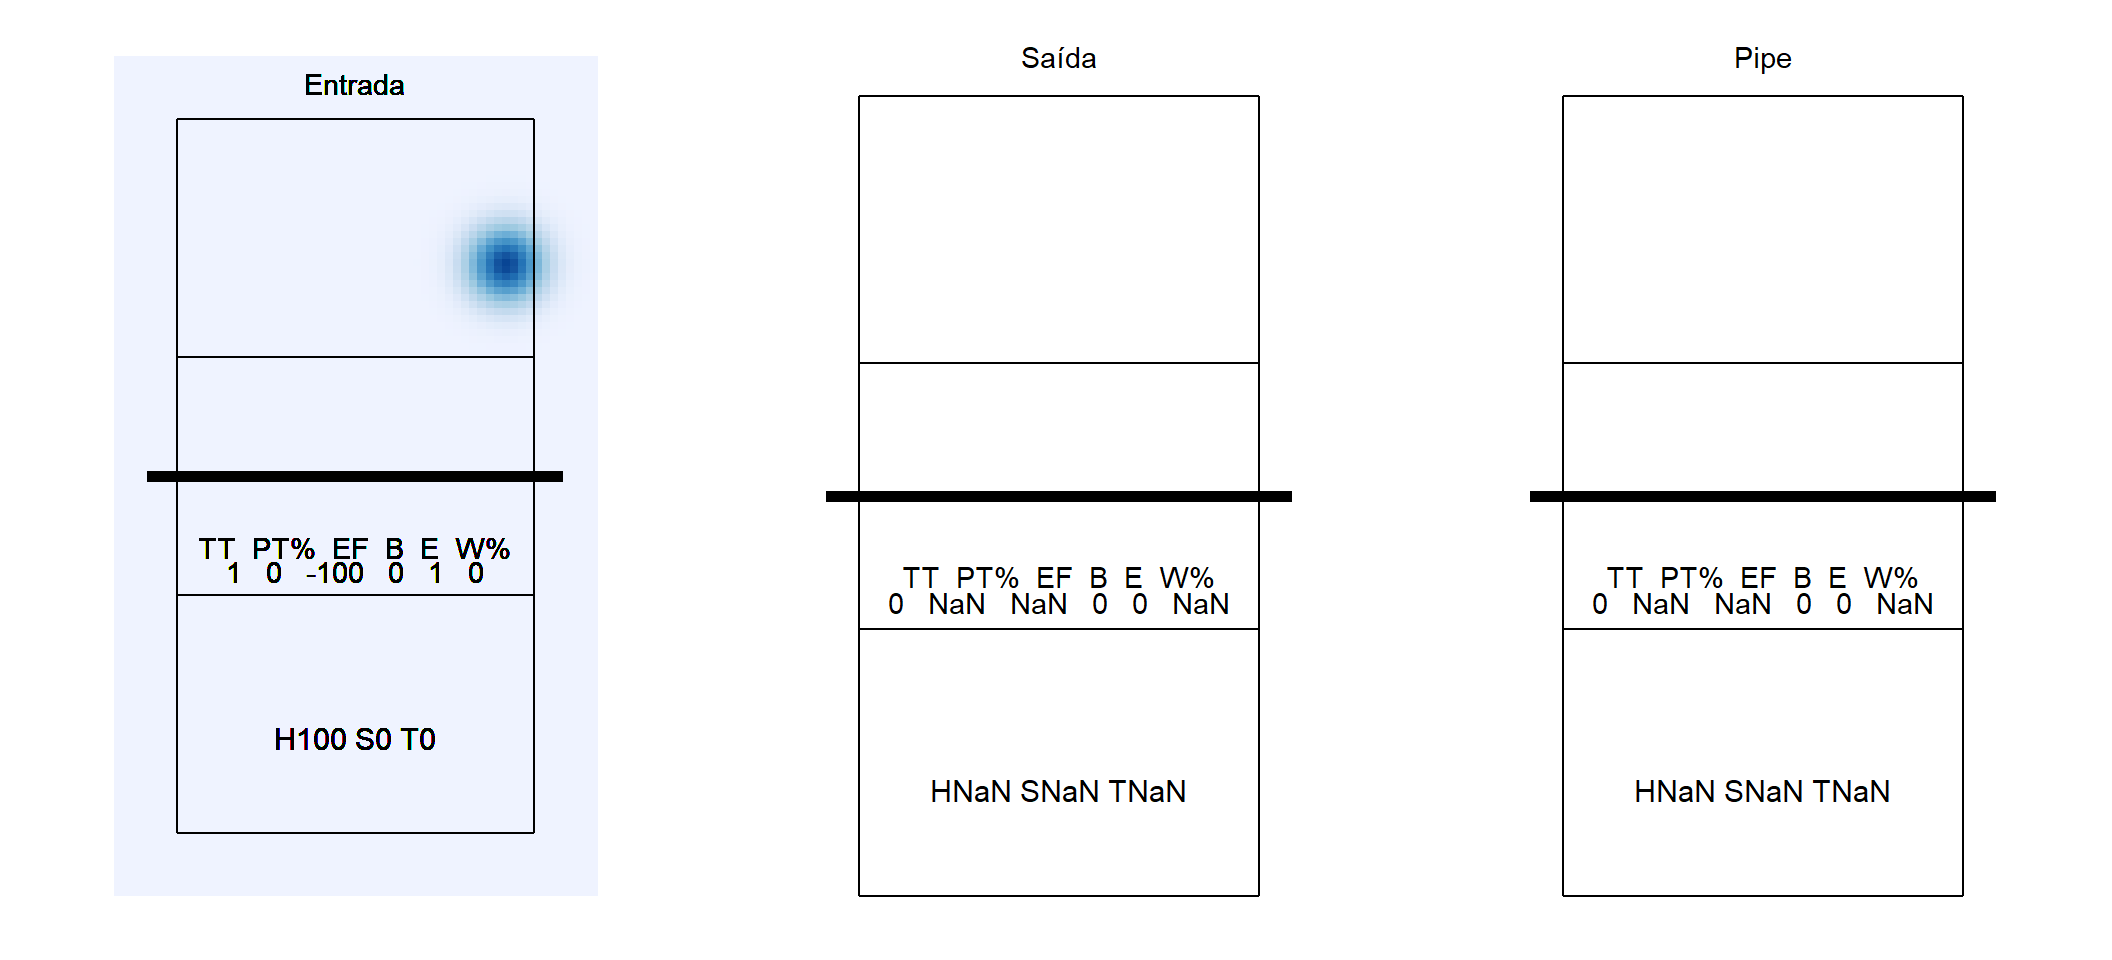 Entrada
TT PT% EF B E W%
1 0 -100 0 1 0
H100 S0 T0
Saída
TT PT% EF B E W%
0 NaN NaN 0 0 NaN
HNaN SNaN TNaN
Pipe
TT PT% EF B E W%
0 NaN NaN 0 0 NaN
HNaN SNaN TNaN